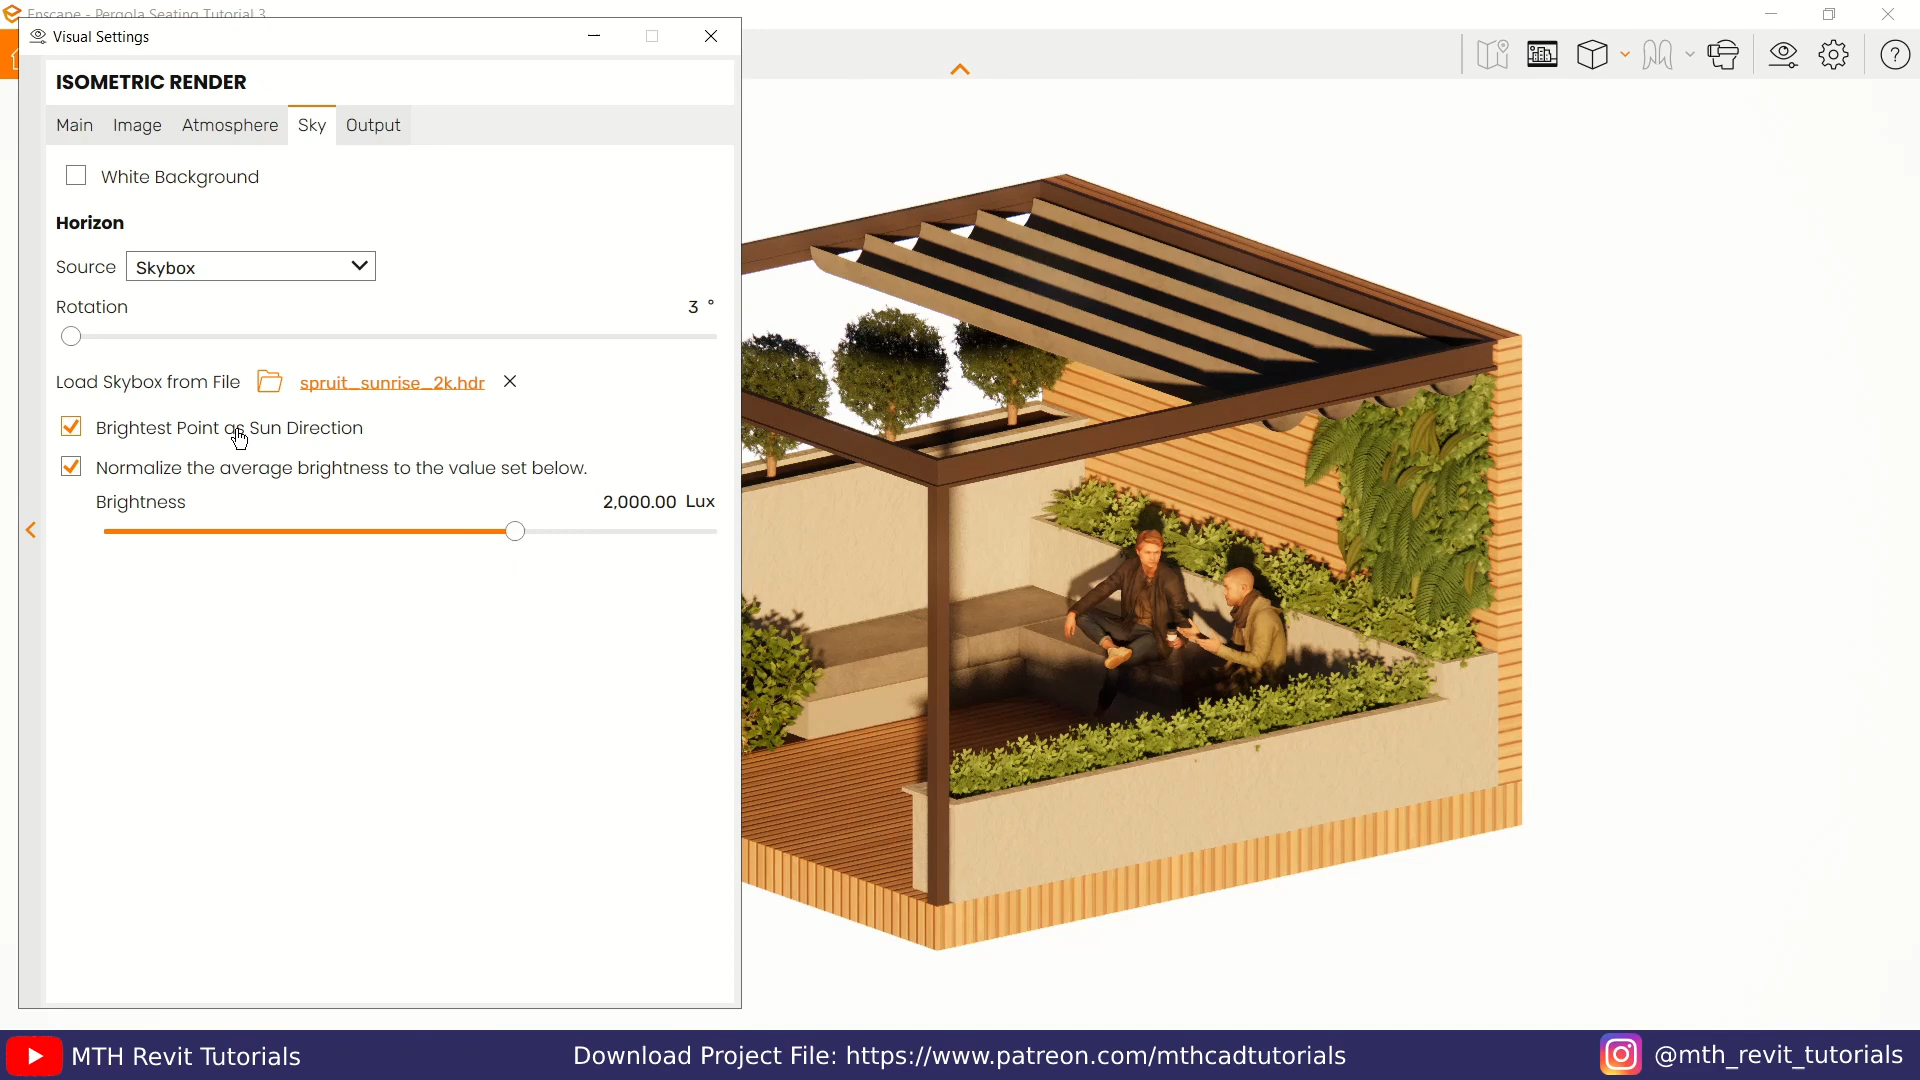 Enscape - Pergola Seating Tutorial 3
Visual Settings
ISOMETRIC RENDER
Main Image Atmosphere Sky Output
White Background
Horizon
Source Skybox
Rotation 3 °
Load Skybox from File spruit_sunrise_2k.hdr
Brightest Point as Sun Direction
Normalize the average brightness to the value set below.
Brightness 2,000.00 Lux
MTH Revit Tutorials
Download Project File: https://www.patreon.com/mthcadtutorials
@mth_revit_tutorials